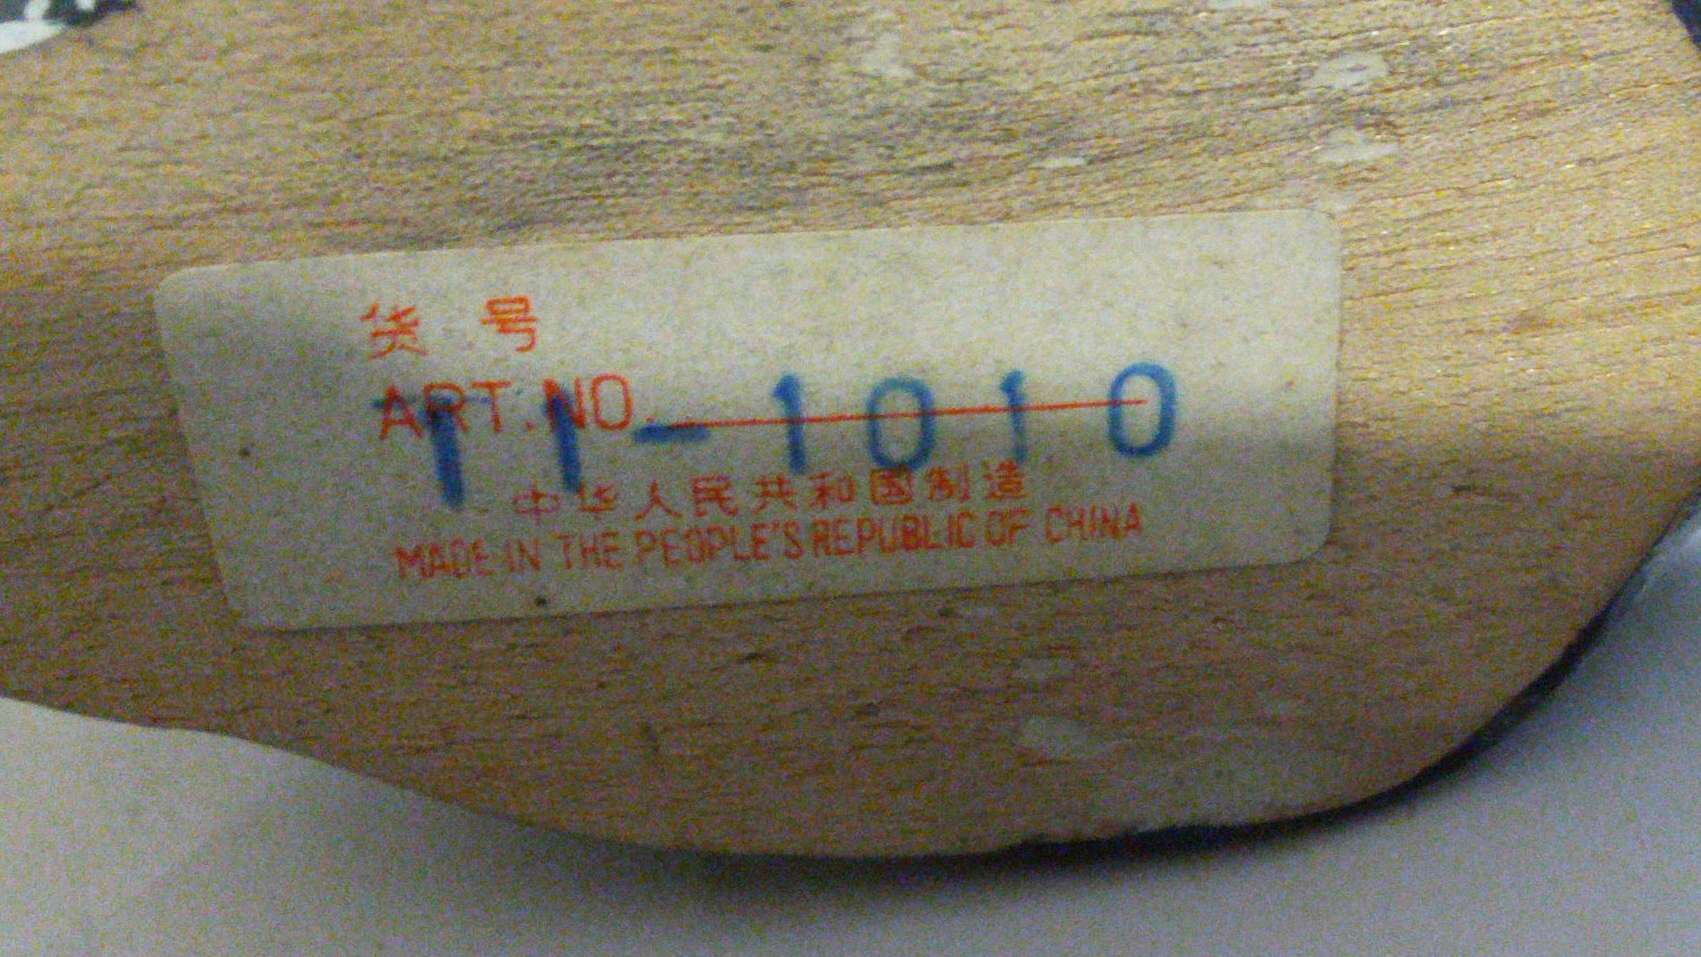 货号
ART. NO. T1-1010
中华人民共和国制造
MADE IN THE PEOPLE'S REPUBLIC OF CHINA